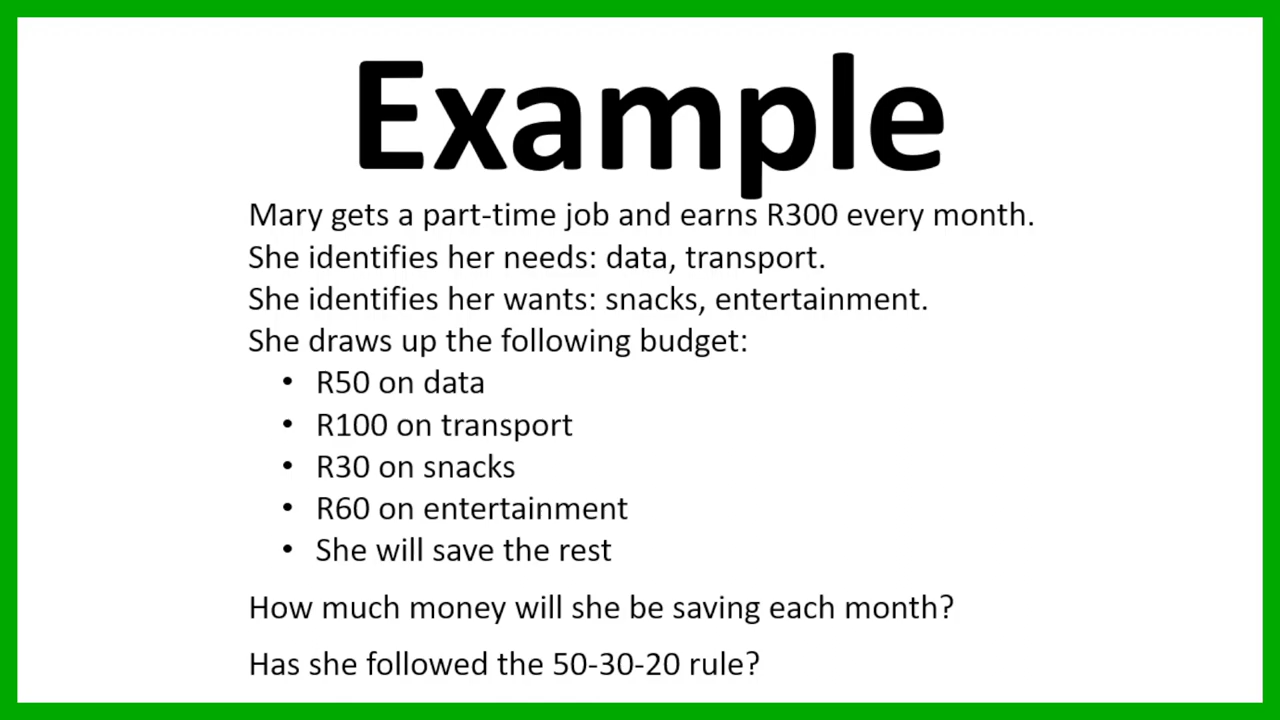 Example
Mary gets a part-time job and earns R300 every month.
She identifies her needs: data, transport.
She identifies her wants: snacks, entertainment.
She draws up the following budget:
• R50 on data
• R100 on transport
• R30 on snacks
• R60 on entertainment
• She will save the rest
How much money will she be saving each month?
Has she followed the 50-30-20 rule?